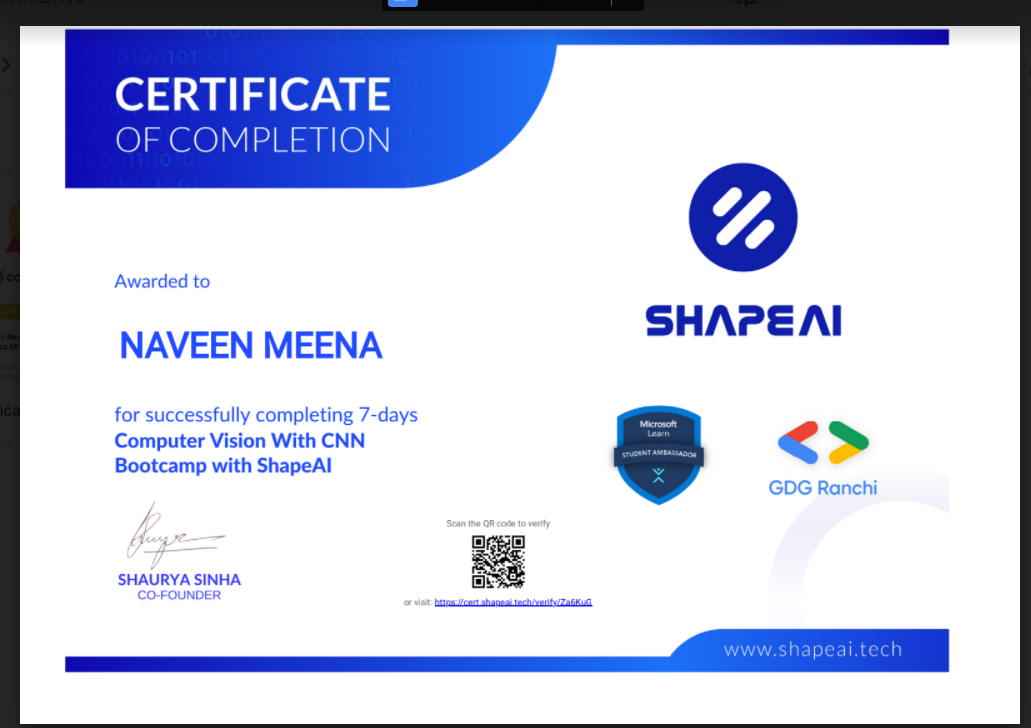 CERTIFICATE
OF COMPLETION
SHAPEAI
Awarded to
NAVEEN MEENA
for successfully completing 7-days
Computer Vision With CNN
Bootcamp with ShapeAI
Microsoft
Learn
STUDENT AMBASSADOR
GDG Ranchi
Scan the QR code to verify
SHAURYA SINHA
CO-FOUNDER
or visit: https://cert.shapeai.tech/verify/Za6KuG
www.shapeai.tech